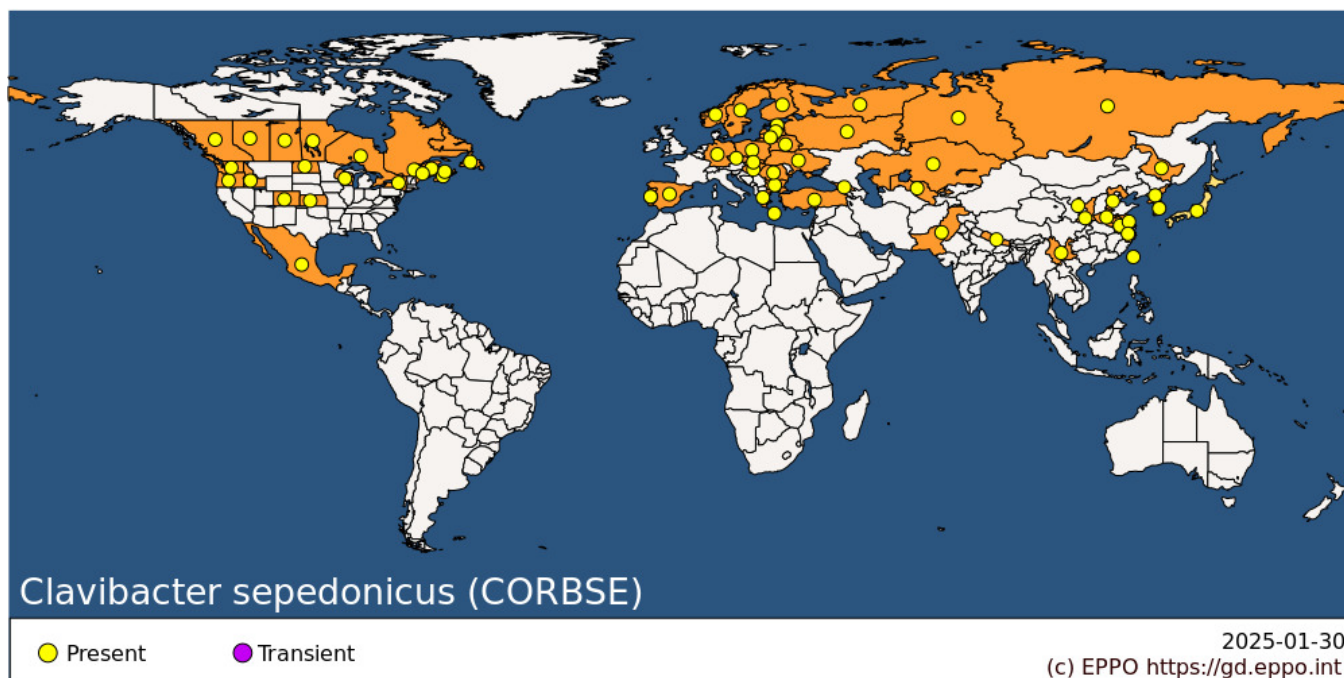 Clavibacter sepedonicus (CORBSE)
Present
Transient
2025-01-30
(c) EPPO https://gd.eppo.int